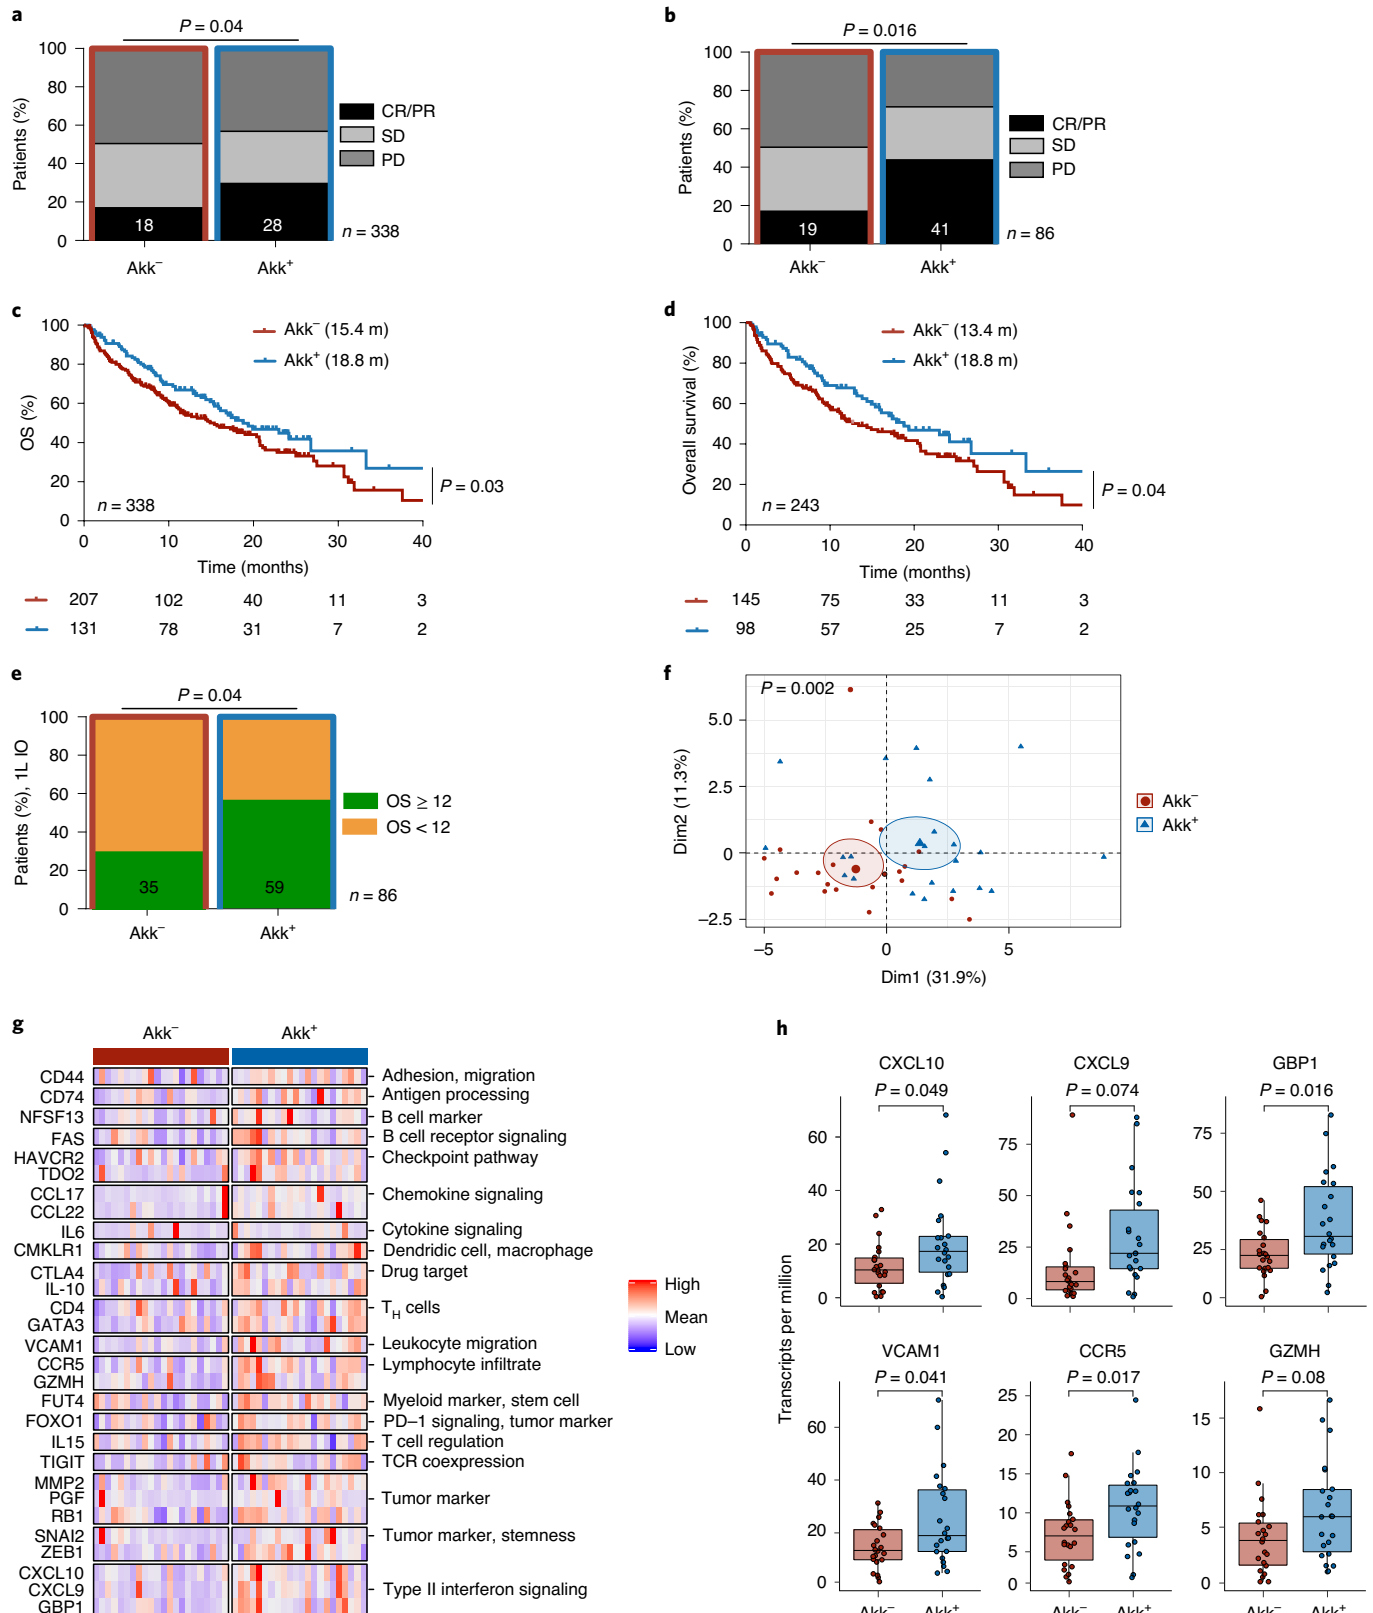 a
P = 0.04
100
80
60
40
20
0
Patients (%)
18
28
Akk⁻
Akk⁺
CR/PR
SD
PD
n = 338
b
P = 0.016
100
80
60
40
20
0
Patients (%)
19
41
Akk⁻
Akk⁺
CR/PR
SD
PD
n = 86
c
100
80
60
40
20
0
OS (%)
Akk⁻ (15.4 m)
Akk⁺ (18.8 m)
P = 0.03
n = 338
0 10 20 30 40
Time (months)
207 102 40 11 3
131 78 31 7 2
d
100
80
60
40
20
0
Overall survival (%)
Akk⁻ (13.4 m)
Akk⁺ (18.8 m)
P = 0.04
n = 243
0 10 20 30 40
Time (months)
145 75 33 11 3
98 57 25 7 2
e
P = 0.04
100
80
60
40
20
0
Patients (%), 1L IO
35
59
Akk⁻
Akk⁺
OS ≥ 12
OS < 12
n = 86
f
P = 0.002
5.0
2.5
0
–2.5
Dim2 (11.3%)
–5 0 5
Dim1 (31.9%)
Akk⁻
Akk⁺
g
Akk⁻ Akk⁺
CD44 Adhesion, migration
CD74 Antigen processing
NFSF13 B cell marker
FAS B cell receptor signaling
HAVCR2 Checkpoint pathway
TDO2
CCL17 Chemokine signaling
CCL22
IL6 Cytokine signaling
CMKLR1 Dendridic cell, macrophage
CTLA4 Drug target
IL-10
CD4 T_H cells
GATA3
VCAM1 Leukocyte migration
CCR5 Lymphocyte infiltrate
GZMH
FUT4 Myeloid marker, stem cell
FOXO1 PD–1 signaling, tumor marker
IL15 T cell regulation
TIGIT TCR coexpression
MMP2
PGF Tumor marker
RB1
SNAI2 Tumor marker, stemness
ZEB1
CXCL10
CXCL9 Type II interferon signaling
GBP1
High
Mean
Low
h
Transcripts per million
CXCL10
P = 0.049
60
40
20
0
CXCL9
P = 0.074
75
50
25
0
GBP1
P = 0.016
75
50
25
0
VCAM1
P = 0.041
60
40
20
0
Akk⁻ Akk⁺
CCR5
P = 0.017
25
20
15
10
5
0
Akk⁻ Akk⁺
GZMH
P = 0.08
15
10
5
0
Akk⁻ Akk⁺